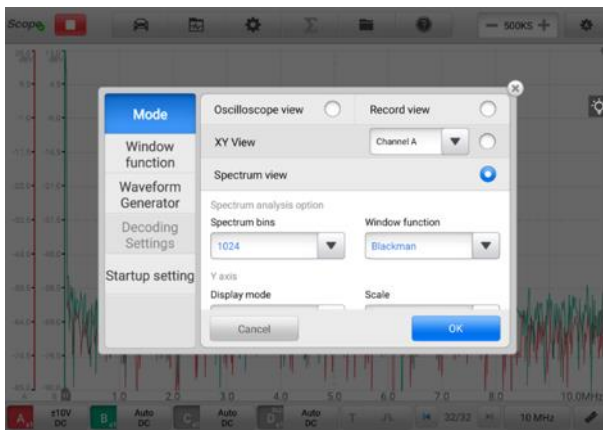 Scope
500KS
Mode
Window
function
Waveform
Generator
Decoding
Settings
Startup setting
Oscilloscope view
Record view
XY View
Channel A
Spectrum view
Spectrum analysis option
Spectrum bins
Window function
1024
Blackman
Y axis
Display mode
Scale
Cancel
OK
1.0 2.0 3.0 4.0 5.0 6.0 7.0 8.0 10.0MHz
A ±10V DC B Auto DC C Auto DC D Auto DC T 32/32 10 MHz